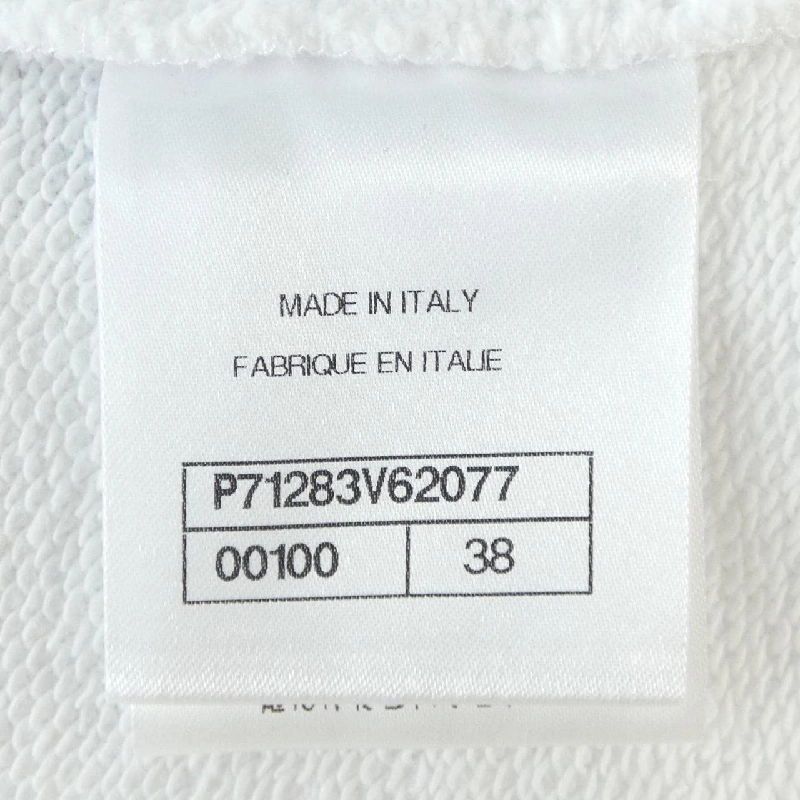 MADE IN ITALY
FABRIQUE EN ITALIE
P71283V62077
00100 38